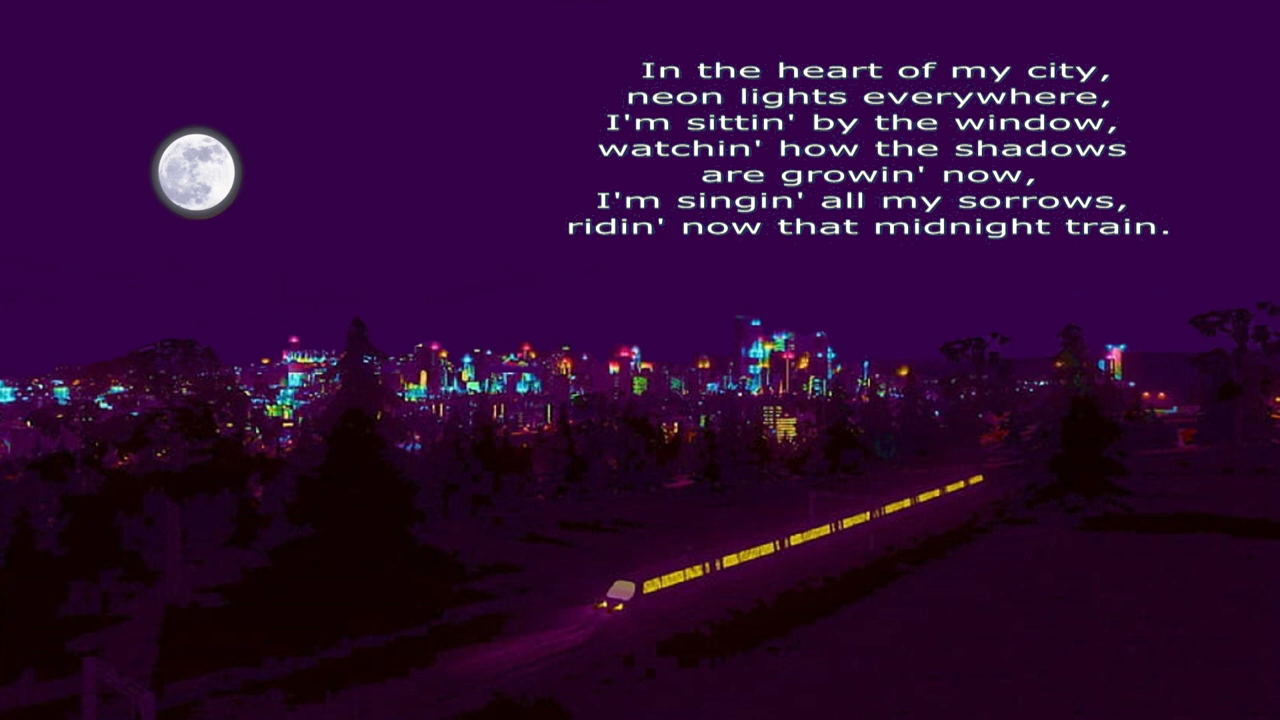 In the heart of my city,
neon lights everywhere,
I'm sittin' by the window,
watchin' how the shadows
are growin' now,
I'm singin' all my sorrows,
ridin' now that midnight train.